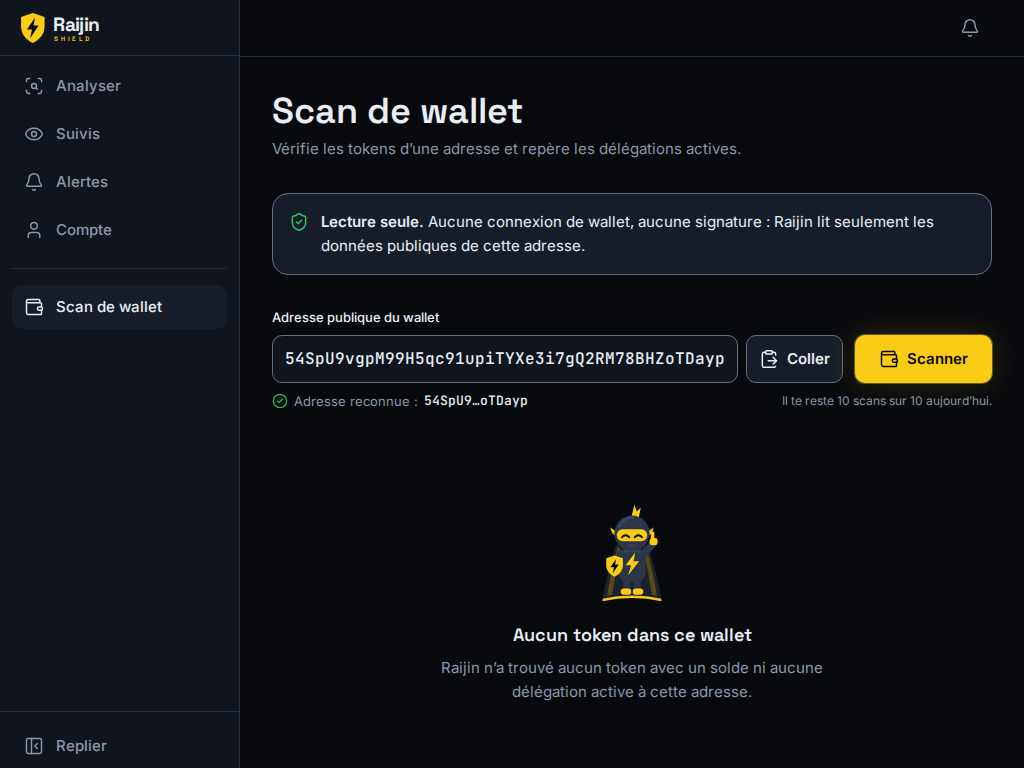 Raijin
SHIELD
Analyser
Suivis
Alertes
Compte
Scan de wallet
Replier
Scan de wallet
Vérifie les tokens d’une adresse et repère les délégations actives.
Lecture seule. Aucune connexion de wallet, aucune signature : Raijin lit seulement les
données publiques de cette adresse.
Adresse publique du wallet
54SpU9vgpM99H5qc91upiTYXe3i7gQ2RM78BHZoTDayp
Coller
Scanner
Adresse reconnue : 54SpU9…oTDayp
Il te reste 10 scans sur 10 aujourd’hui.
Aucun token dans ce wallet
Raijin n’a trouvé aucun token avec un solde ni aucune
délégation active à cette adresse.